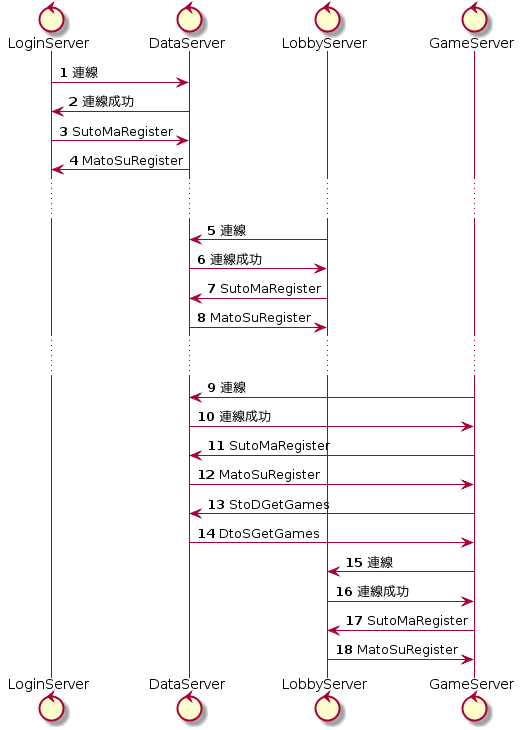 LoginServer DataServer LobbyServer GameServer
1 連線
2 連線成功
3 SutoMaRegister
4 MatoSuRegister
5 連線
6 連線成功
7 SutoMaRegister
8 MatoSuRegister
9 連線
10 連線成功
11 SutoMaRegister
12 MatoSuRegister
13 StoDGetGames
14 DtoSGetGames
15 連線
16 連線成功
17 SutoMaRegister
18 MatoSuRegister
LoginServer DataServer LobbyServer GameServer